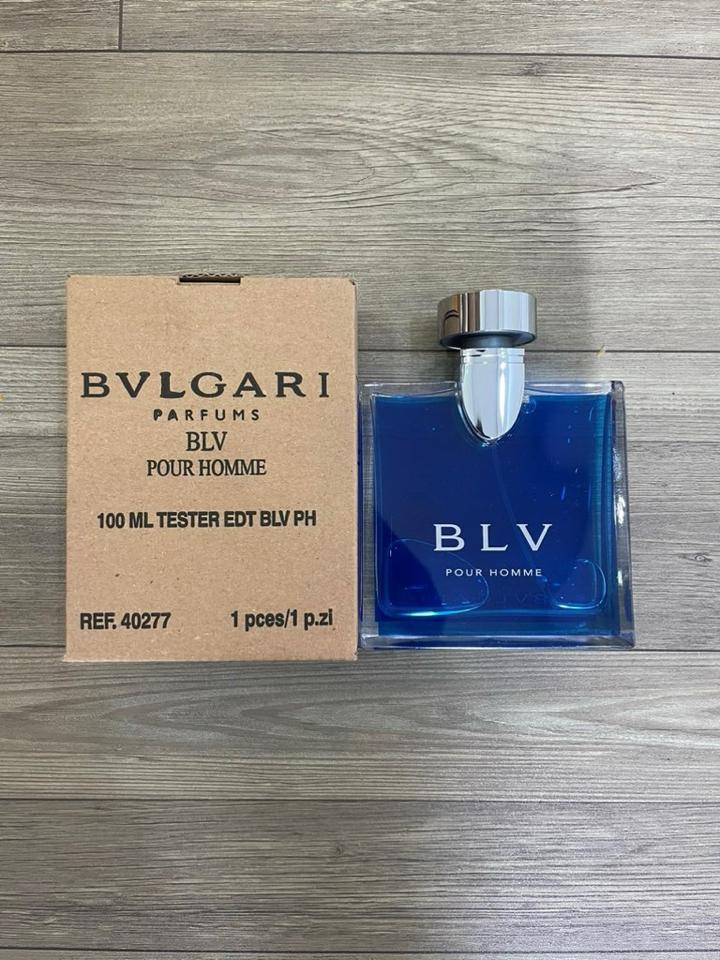 BVLGARI
PARFUMS
BLV
POUR HOMME
100 ML TESTER EDT BLV PH
REF. 40277 1 pces/1 p.zi
BLV
POUR HOMME